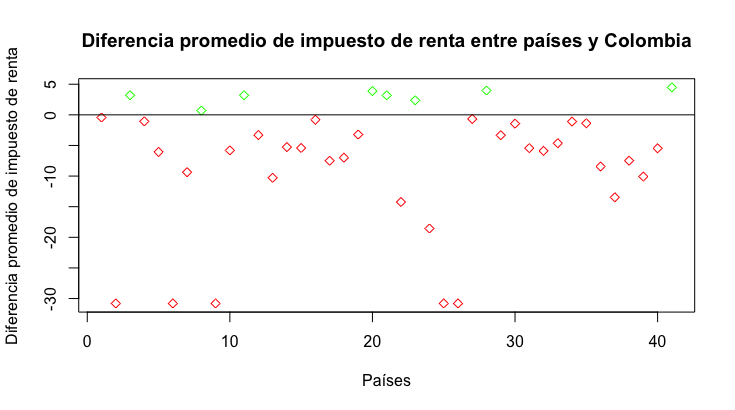 Diferencia promedio de impuesto de renta entre países y Colombia
Diferencia promedio de impuesto de renta
5
0
-10
-20
-30
0 10 20 30 40
Países